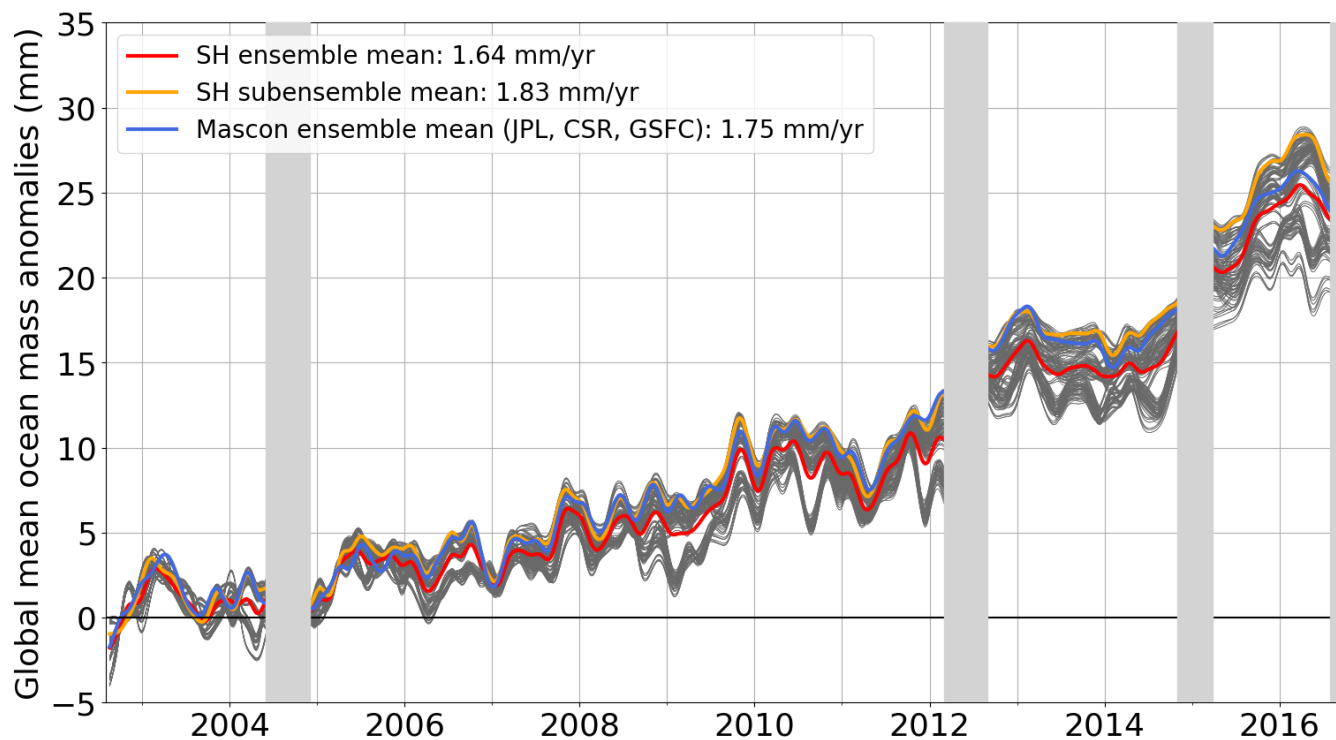 35
30
25
20
15
10
5
0
−5
Global mean ocean mass anomalies (mm)
SH ensemble mean: 1.64 mm/yr
SH subensemble mean: 1.83 mm/yr
Mascon ensemble mean (JPL, CSR, GSFC): 1.75 mm/yr
2004 2006 2008 2010 2012 2014 2016